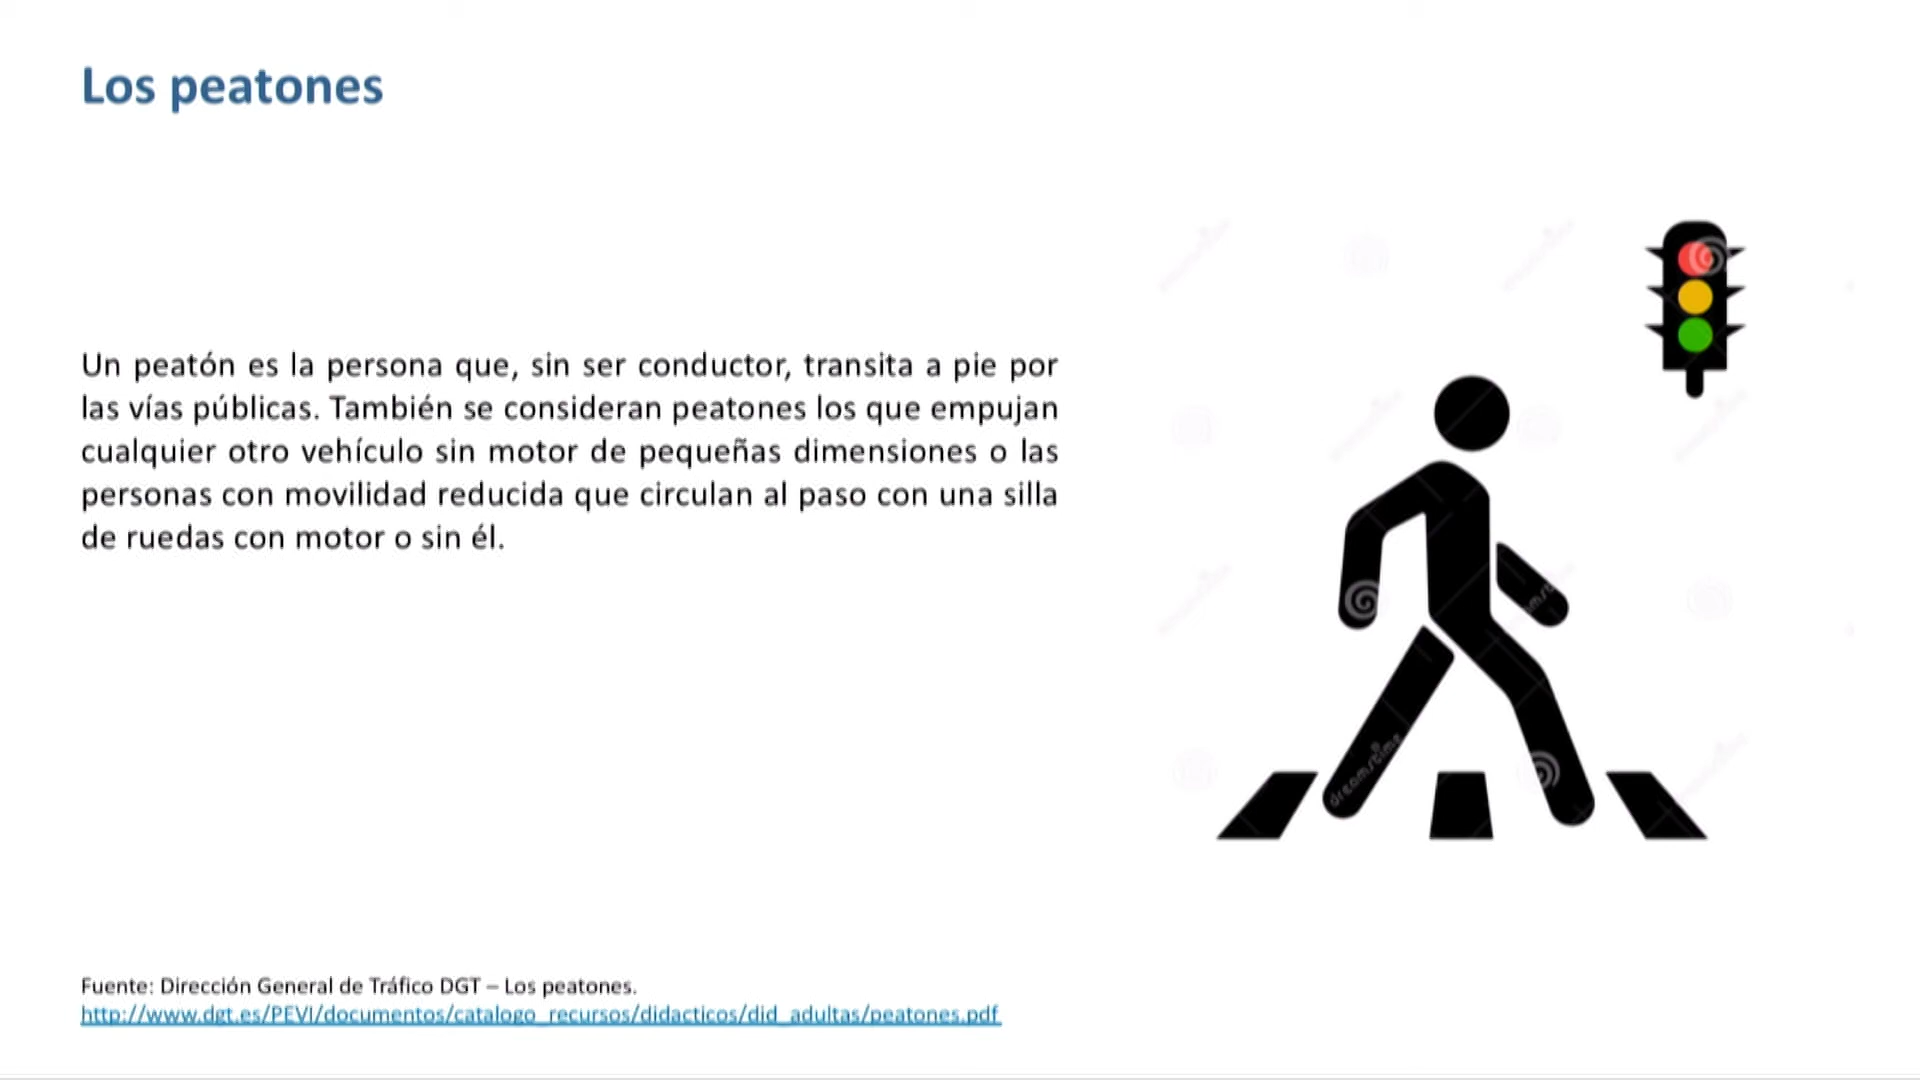 Los peatones
Un peatón es la persona que, sin ser conductor, transita a pie por
las vías públicas. También se consideran peatones los que empujan
cualquier otro vehículo sin motor de pequeñas dimensiones o las
personas con movilidad reducida que circulan al paso con una silla
de ruedas con motor o sin él.
dreamstime
Fuente: Dirección General de Tráfico DGT – Los peatones.
http://www.dgt.es/PEVI/documentos/catalogo_recursos/didacticos/did_adultas/peatones.pdf